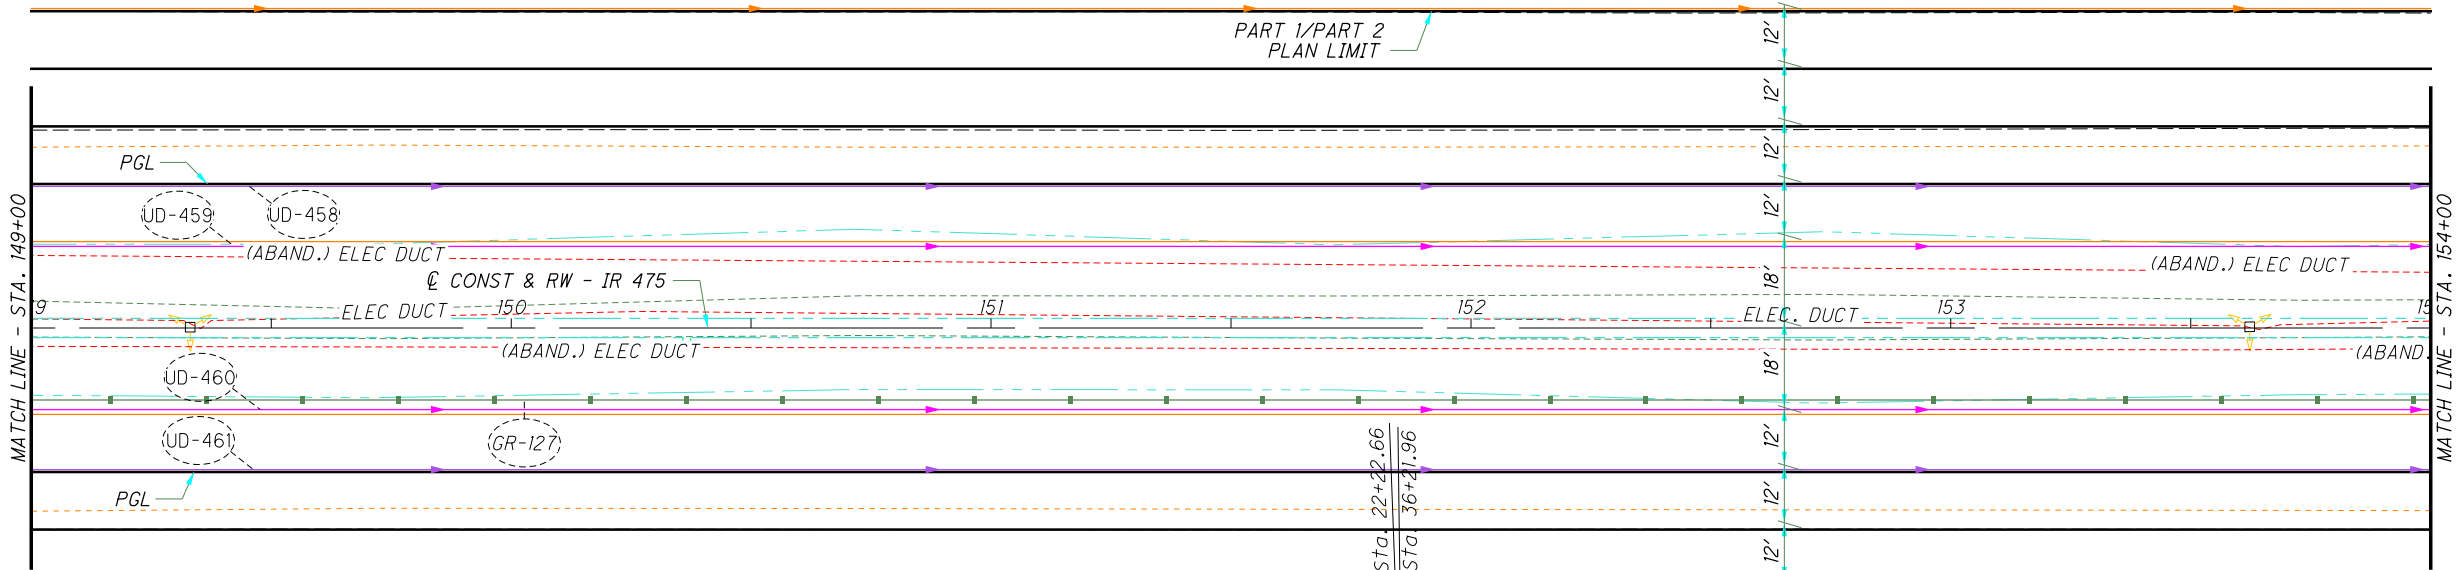 PART 1/PART 2
PLAN LIMIT
12'
12'
12'
12'
18'
18'
12'
12'
12'
PGL
UD-459
UD-458
(ABAND.) ELEC DUCT
(ABAND.) ELEC DUCT
℄ CONST & RW - IR 475
9
ELEC DUCT
150
151
152
ELEC. DUCT
153
15
(ABAND.) ELEC DUCT
(ABAND.
UD-460
UD-461
GR-127
PGL
Sta. 22+22.66
Sta. 36+21.96
MATCH LINE - STA. 149+00
MATCH LINE - STA. 154+00